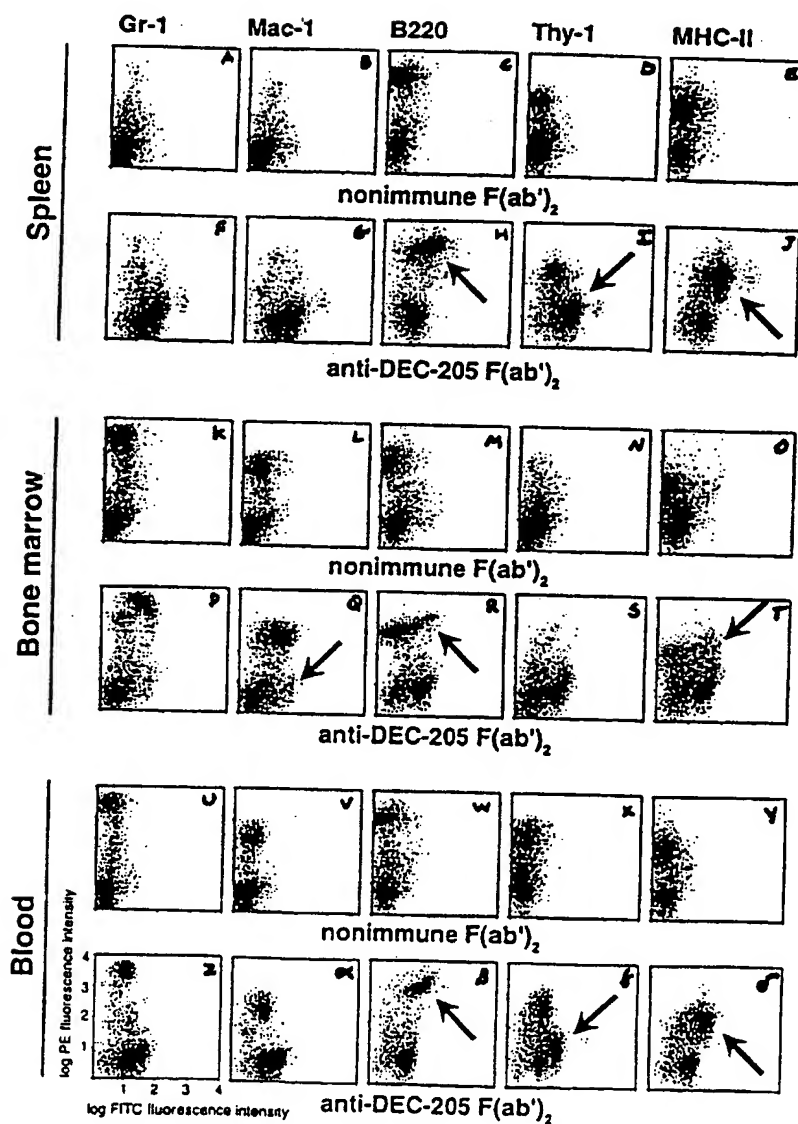 Gr-1 Mac-1 B220 Thy-1 MHC-II
A B C D E
Spleen
nonimmune F(ab')₂
F G H I J
anti-DEC-205 F(ab')₂
K L M N O
Bone marrow
nonimmune F(ab')₂
P Q R S T
anti-DEC-205 F(ab')₂
U V W X Y
Blood
nonimmune F(ab')₂
log PE fluorescence intensity
4
3
2
1
Z α β γ δ
1 2 3 4
log FITC fluorescence intensity
anti-DEC-205 F(ab')₂